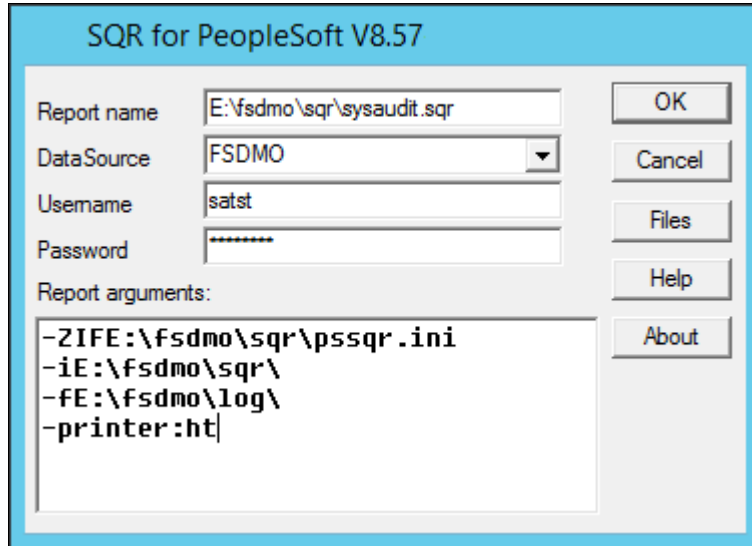 SQR for PeopleSoft V8.57
Report name E:\fsdmo\sqr\sysaudit.sqr OK
DataSource FSDMO Cancel
Username satst Files
Password ********
Help
Report arguments:
-ZIFE:\fsdmo\sqr\pssqr.ini About
-iE:\fsdmo\sqr\
-fE:\fsdmo\log\
-printer:ht